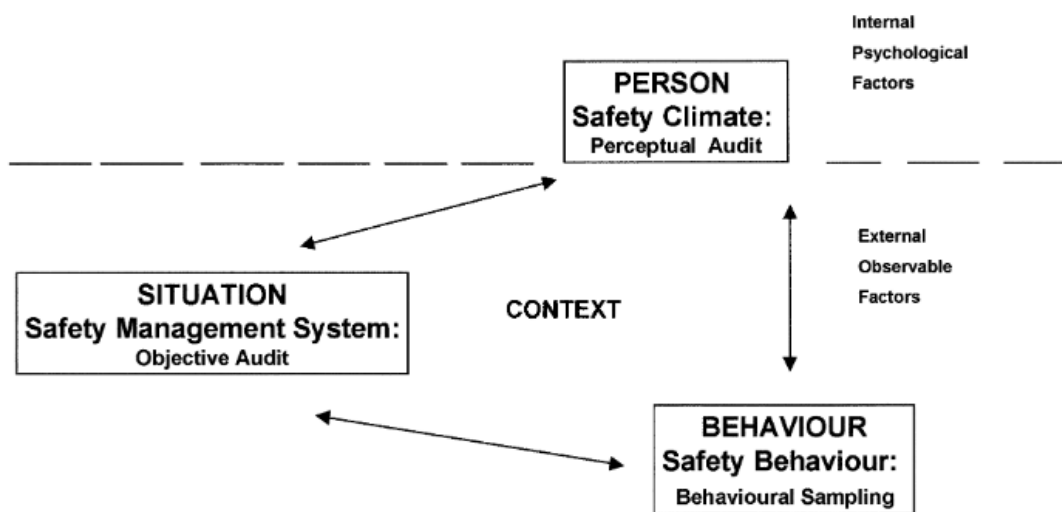 Internal
Psychological
Factors
PERSON
Safety Climate:
Perceptual Audit
External
Observable
Factors
SITUATION
Safety Management System:
Objective Audit
CONTEXT
BEHAVIOUR
Safety Behaviour:
Behavioural Sampling